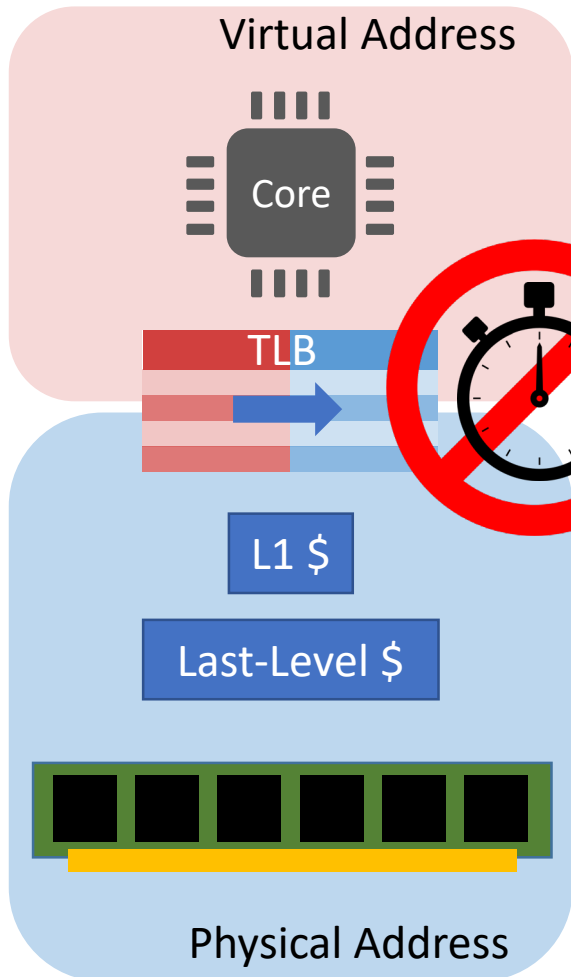 Virtual Address
Core
TLB
L1 $
Last-Level $
Physical Address